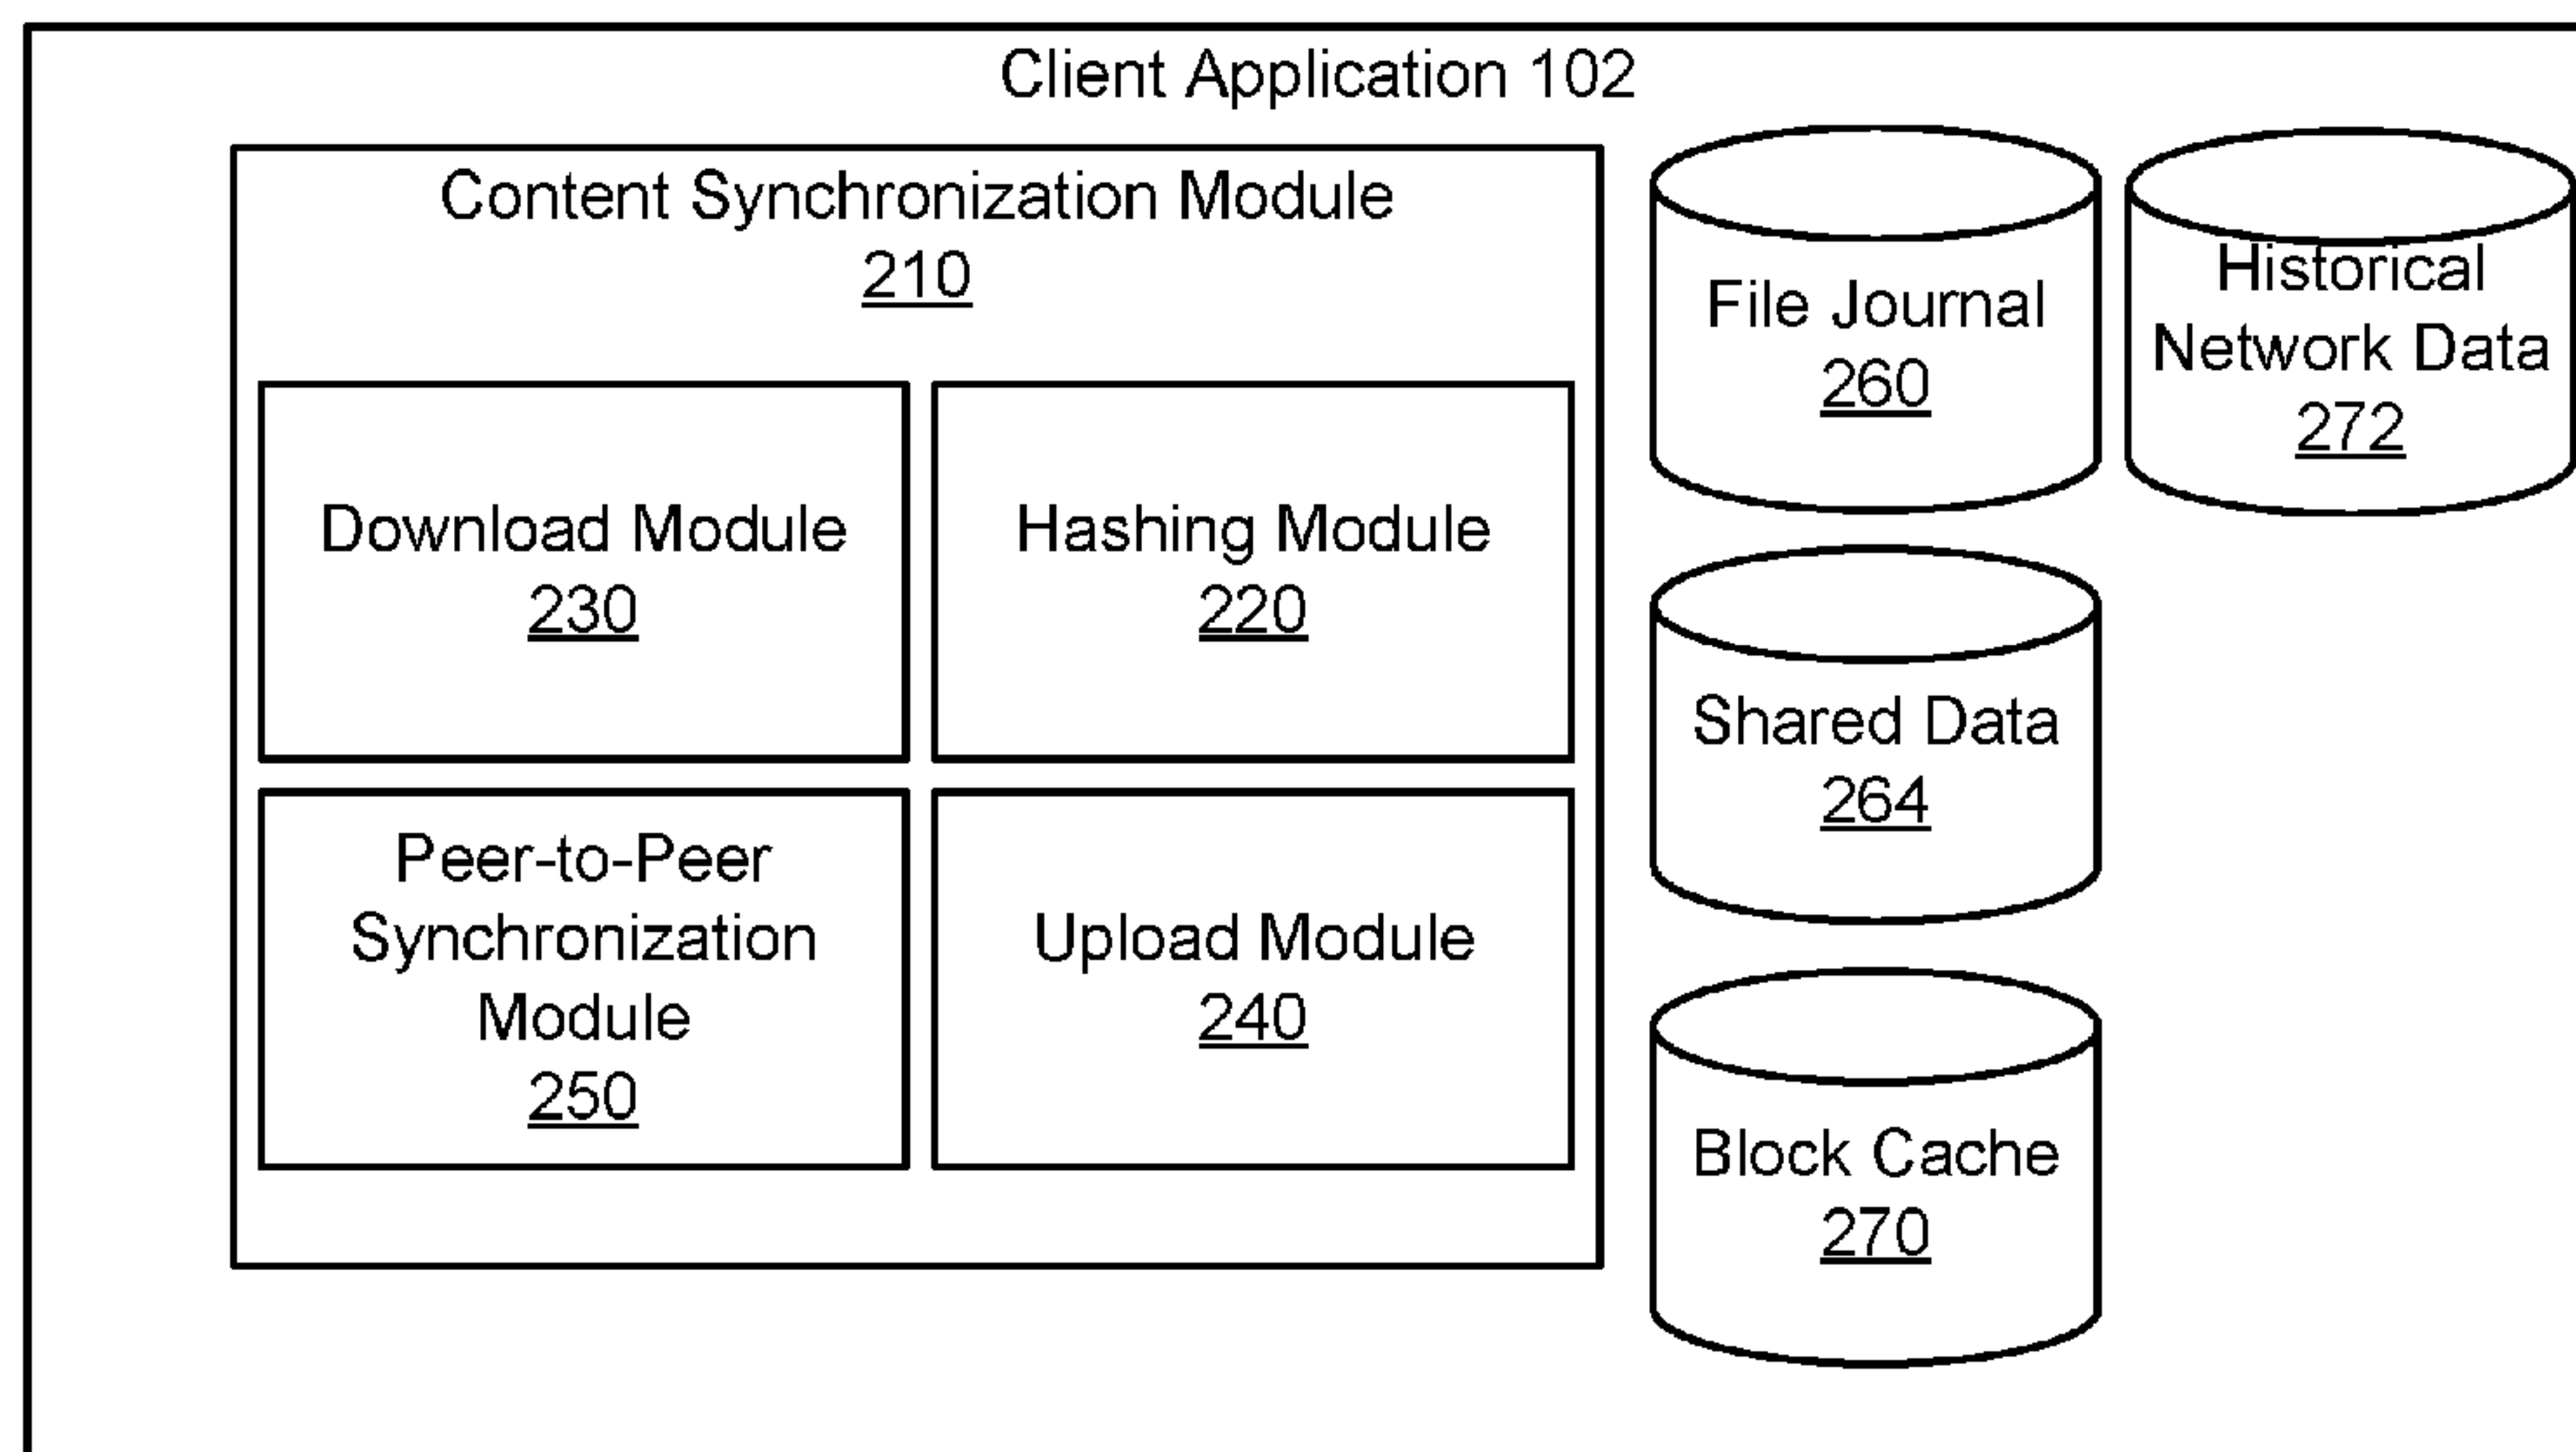 Client Application 102
Content Synchronization Module
210
Download Module
230
Hashing Module
220
Peer-to-Peer
Synchronization
Module
250
Upload Module
240
File Journal
260
Historical
Network Data
272
Shared Data
264
Block Cache
270